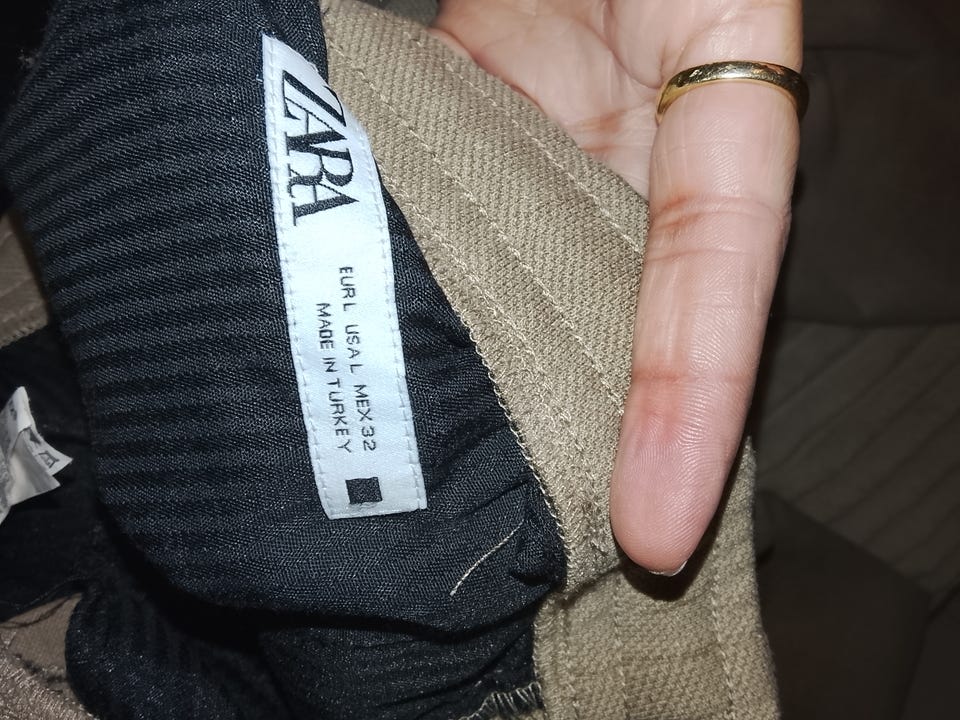 ZARA
EUR L USA L MEX 32
MADE IN TURKEY